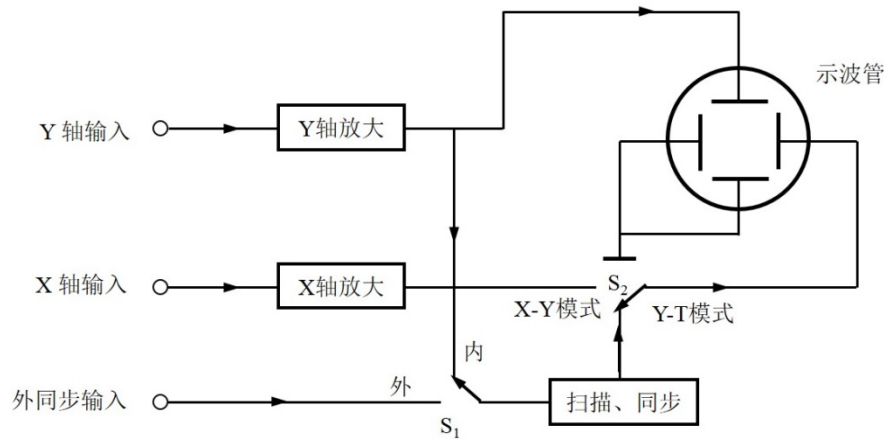 示波管
Y 轴输入
Y轴放大
X 轴输入
X轴放大
S2
X-Y模式
Y-T模式
内
外
外同步输入
扫描、同步
S1